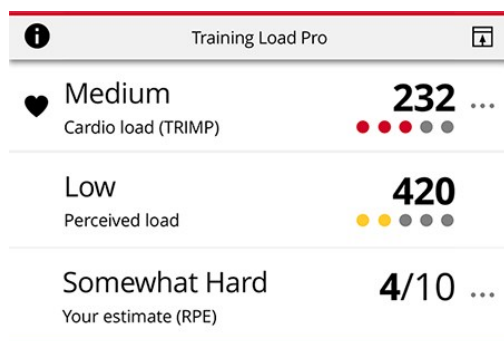 Training Load Pro
Medium 232
Cardio load (TRIMP)
Low 420
Perceived load
Somewhat Hard 4/10
Your estimate (RPE)